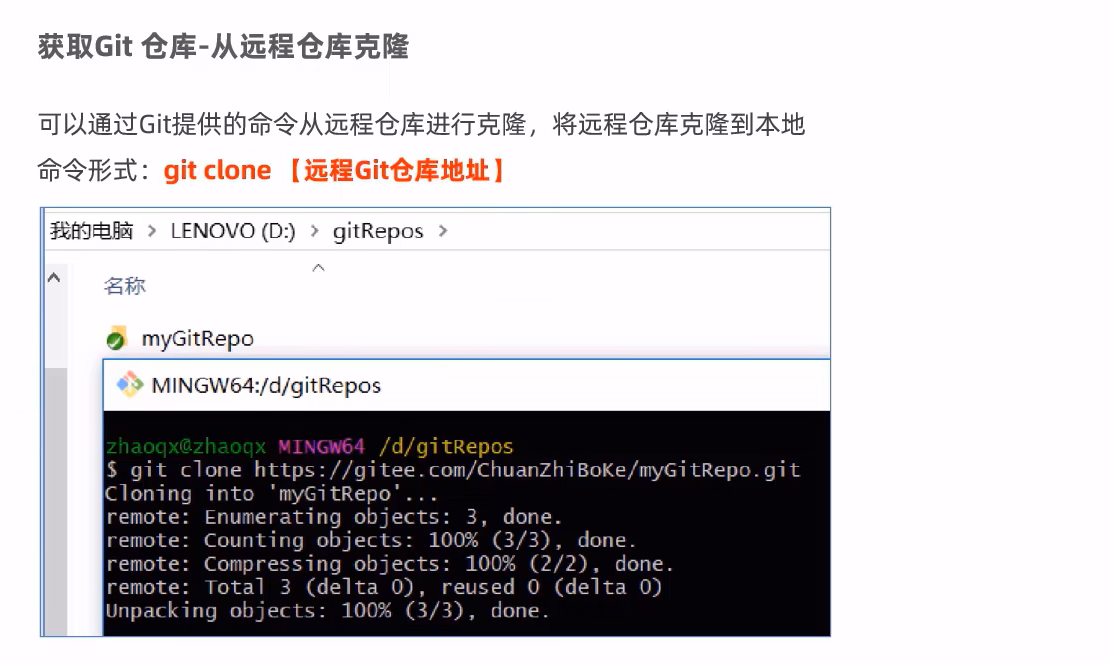 获取Git 仓库-从远程仓库克隆
可以通过Git提供的命令从远程仓库进行克隆，将远程仓库克隆到本地
命令形式：git clone 【远程Git仓库地址】
我的电脑 > LENOVO (D:) > gitRepos >
名称
myGitRepo
MINGW64:/d/gitRepos
zhaoqx@zhaoqx MINGW64 /d/gitRepos
$ git clone https://gitee.com/ChuanZhiBoKe/myGitRepo.git
Cloning into 'myGitRepo'...
remote: Enumerating objects: 3, done.
remote: Counting objects: 100% (3/3), done.
remote: Compressing objects: 100% (2/2), done.
remote: Total 3 (delta 0), reused 0 (delta 0)
Unpacking objects: 100% (3/3), done.